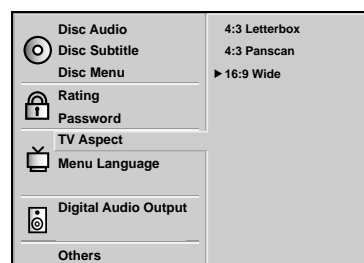 Disc Audio
Disc Subtitle
Disc Menu
Rating
Password
TV Aspect
Menu Language
Digital Audio Output
Others
4:3 Letterbox
4:3 Panscan
16:9 Wide